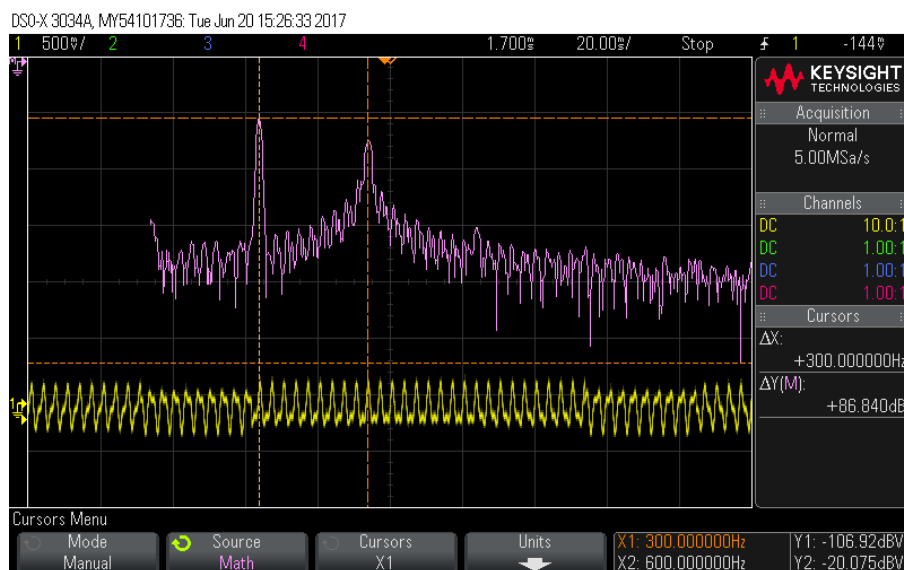 DSO-X 3034A, MY54101736: Tue Jun 20 15:26:33 2017
1 500mV/ 2 3 4 1.700s 20.00s/ Stop 1 -144mV
KEYSIGHT
TECHNOLOGIES
Acquisition
Normal
5.00MSa/s
Channels
DC 10.0:1
DC 1.00:1
DC 1.00:1
DC 1.00:1
Cursors
ΔX:
+300.000000Hz
ΔY(M):
+86.840dB
1
Cursors Menu
Mode Source Cursors Units X1: 300.000000Hz Y1: -106.92dBV
Manual Math X1 X2: 600.000000Hz Y2: -20.075dBV